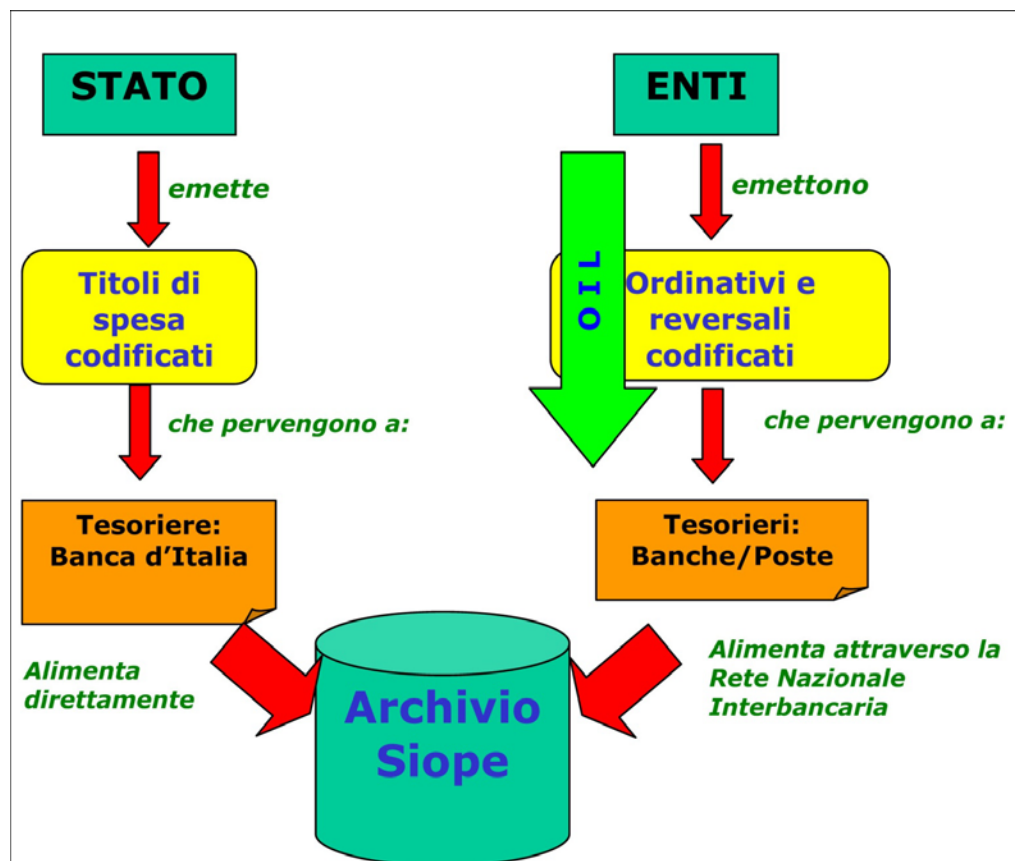 STATO
emette
Titoli di
spesa
codificati
che pervengono a:
Tesoriere:
Banca d’Italia
Alimenta
direttamente
ENTI
emettono
OIL
Ordinativi e
reversali
codificati
che pervengono a:
Tesorieri:
Banche/Poste
Alimenta attraverso la
Rete Nazionale
Interbancaria
Archivio
Siope